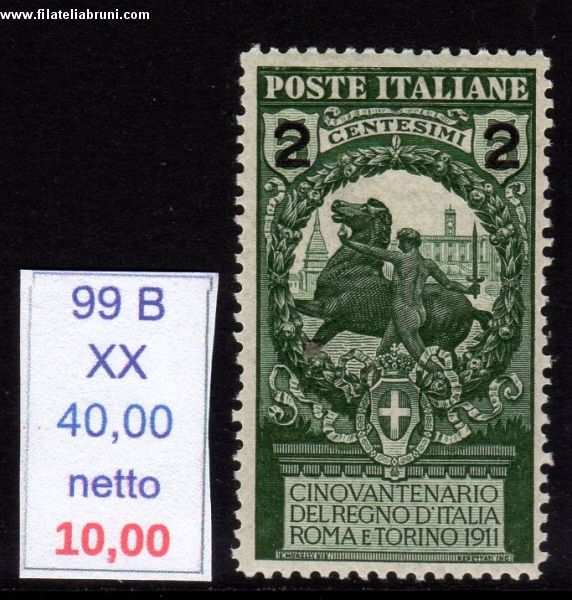 www.filateliabruni.com
POSTE ITALIANE
2 CENTESIMI 2
99 B
XX
40,00
netto
10,00
CINQVANTENARIO
DEL REGNO D'ITALIA
ROMA E TORINO 1911